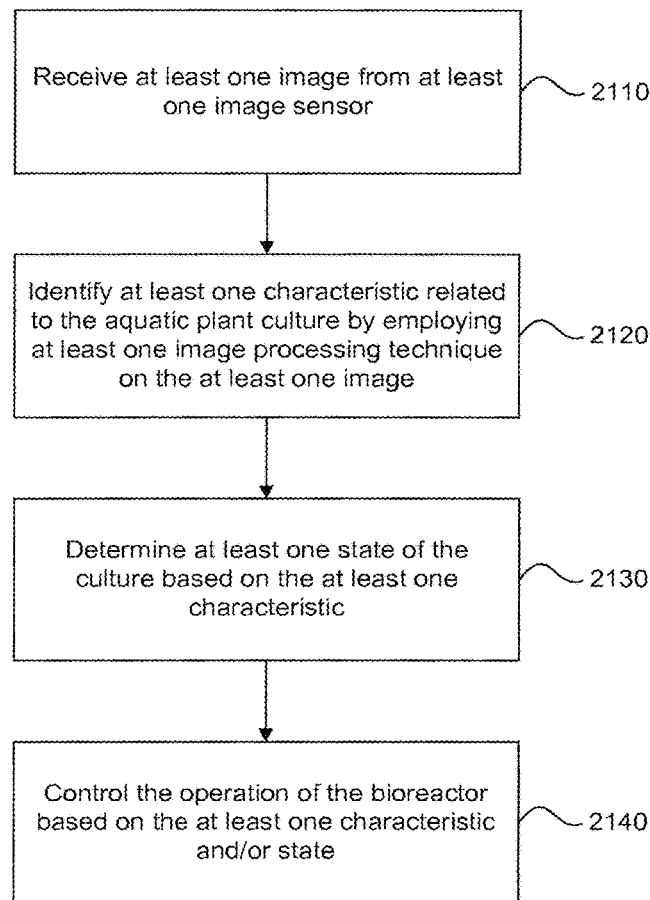 Receive at least one image from at least
one image sensor
2110
Identify at least one characteristic related
to the aquatic plant culture by employing
at least one image processing technique
on the at least one image
2120
Determine at least one state of the
culture based on the at least one
characteristic
2130
Control the operation of the bioreactor
based on the at least one characteristic
and/or state
2140